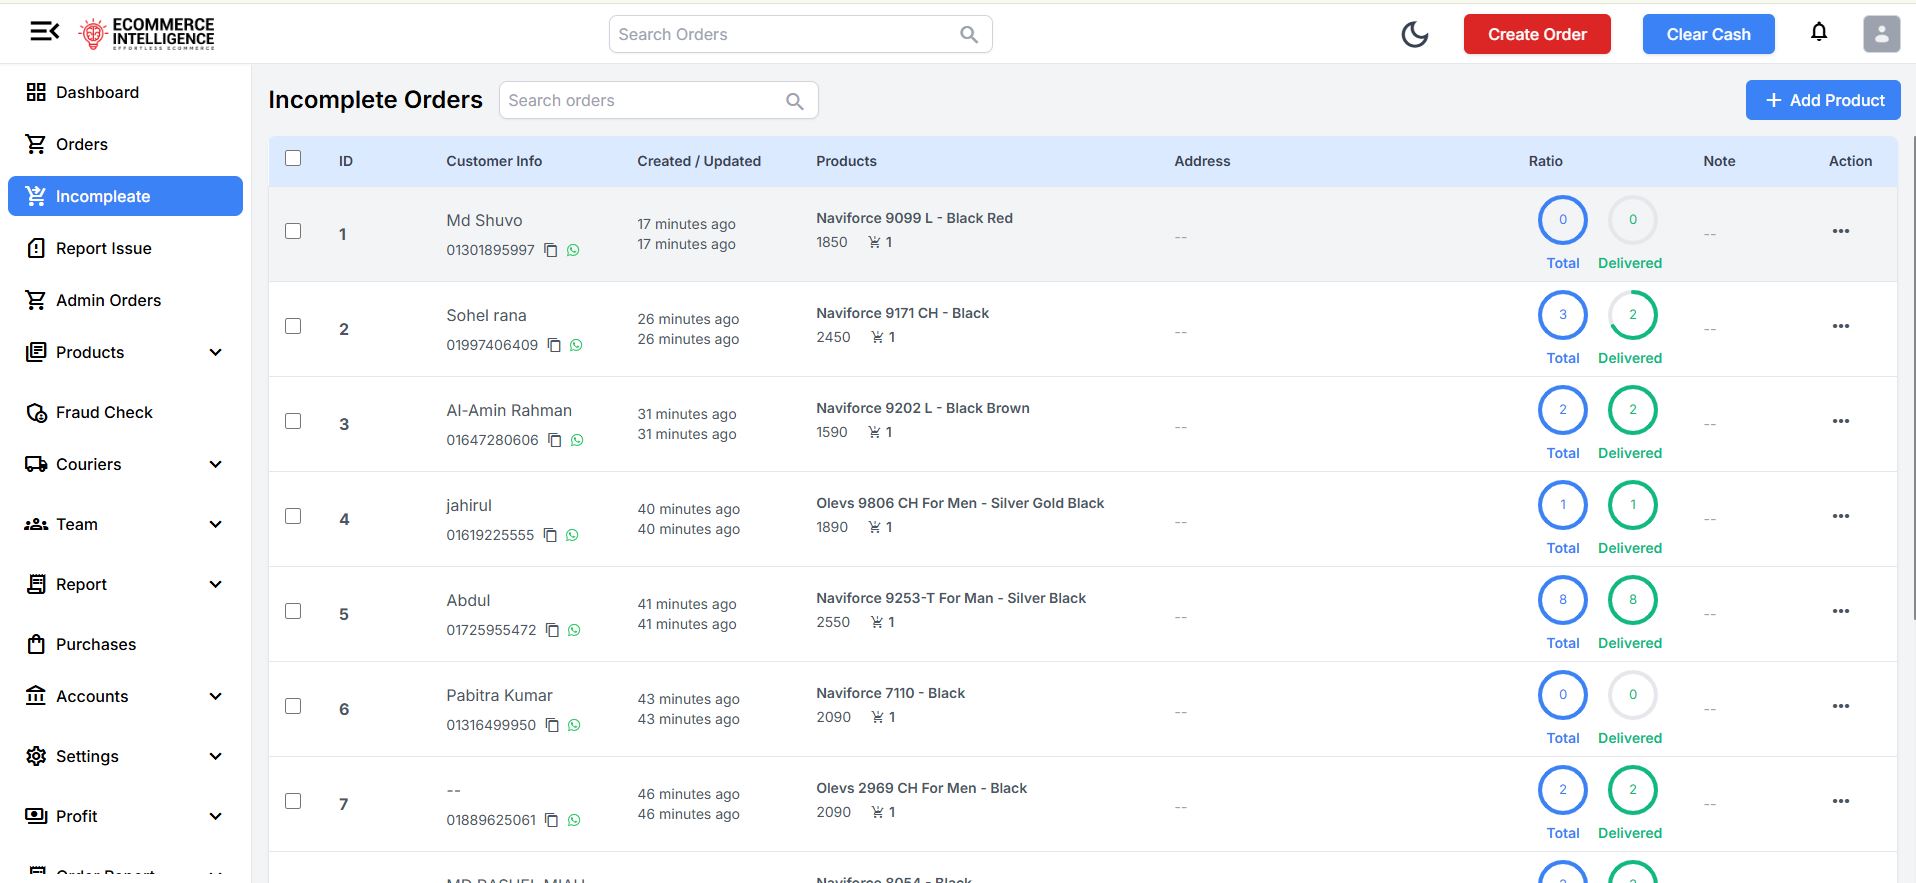 ECOMMERCE
INTELLIGENCE
EFFORTLESS ECOMMERCE
Search Orders
Create Order
Clear Cash
Dashboard
Orders
Incompleate
Report Issue
Admin Orders
Products
Fraud Check
Couriers
Team
Report
Purchases
Accounts
Settings
Profit
Order Report
Incomplete Orders
Search orders
+ Add Product
ID Customer Info Created / Updated Products Address Ratio Note Action
1
Md Shuvo
01301895997
17 minutes ago
17 minutes ago
Naviforce 9099 L - Black Red
1850 1
--
0 0
Total Delivered
--
2
Sohel rana
01997406409
26 minutes ago
26 minutes ago
Naviforce 9171 CH - Black
2450 1
--
3 2
Total Delivered
--
3
Al-Amin Rahman
01647280606
31 minutes ago
31 minutes ago
Naviforce 9202 L - Black Brown
1590 1
--
2 2
Total Delivered
--
4
jahirul
01619225555
40 minutes ago
40 minutes ago
Olevs 9806 CH For Men - Silver Gold Black
1890 1
--
1 1
Total Delivered
--
5
Abdul
01725955472
41 minutes ago
41 minutes ago
Naviforce 9253-T For Man - Silver Black
2550 1
--
8 8
Total Delivered
--
6
Pabitra Kumar
01316499950
43 minutes ago
43 minutes ago
Naviforce 7110 - Black
2090 1
--
0 0
Total Delivered
--
7
--
01889625061
46 minutes ago
46 minutes ago
Olevs 2969 CH For Men - Black
2090 1
--
2 2
Total Delivered
--
MD RASHEL MIAH
Naviforce 8054 - Black